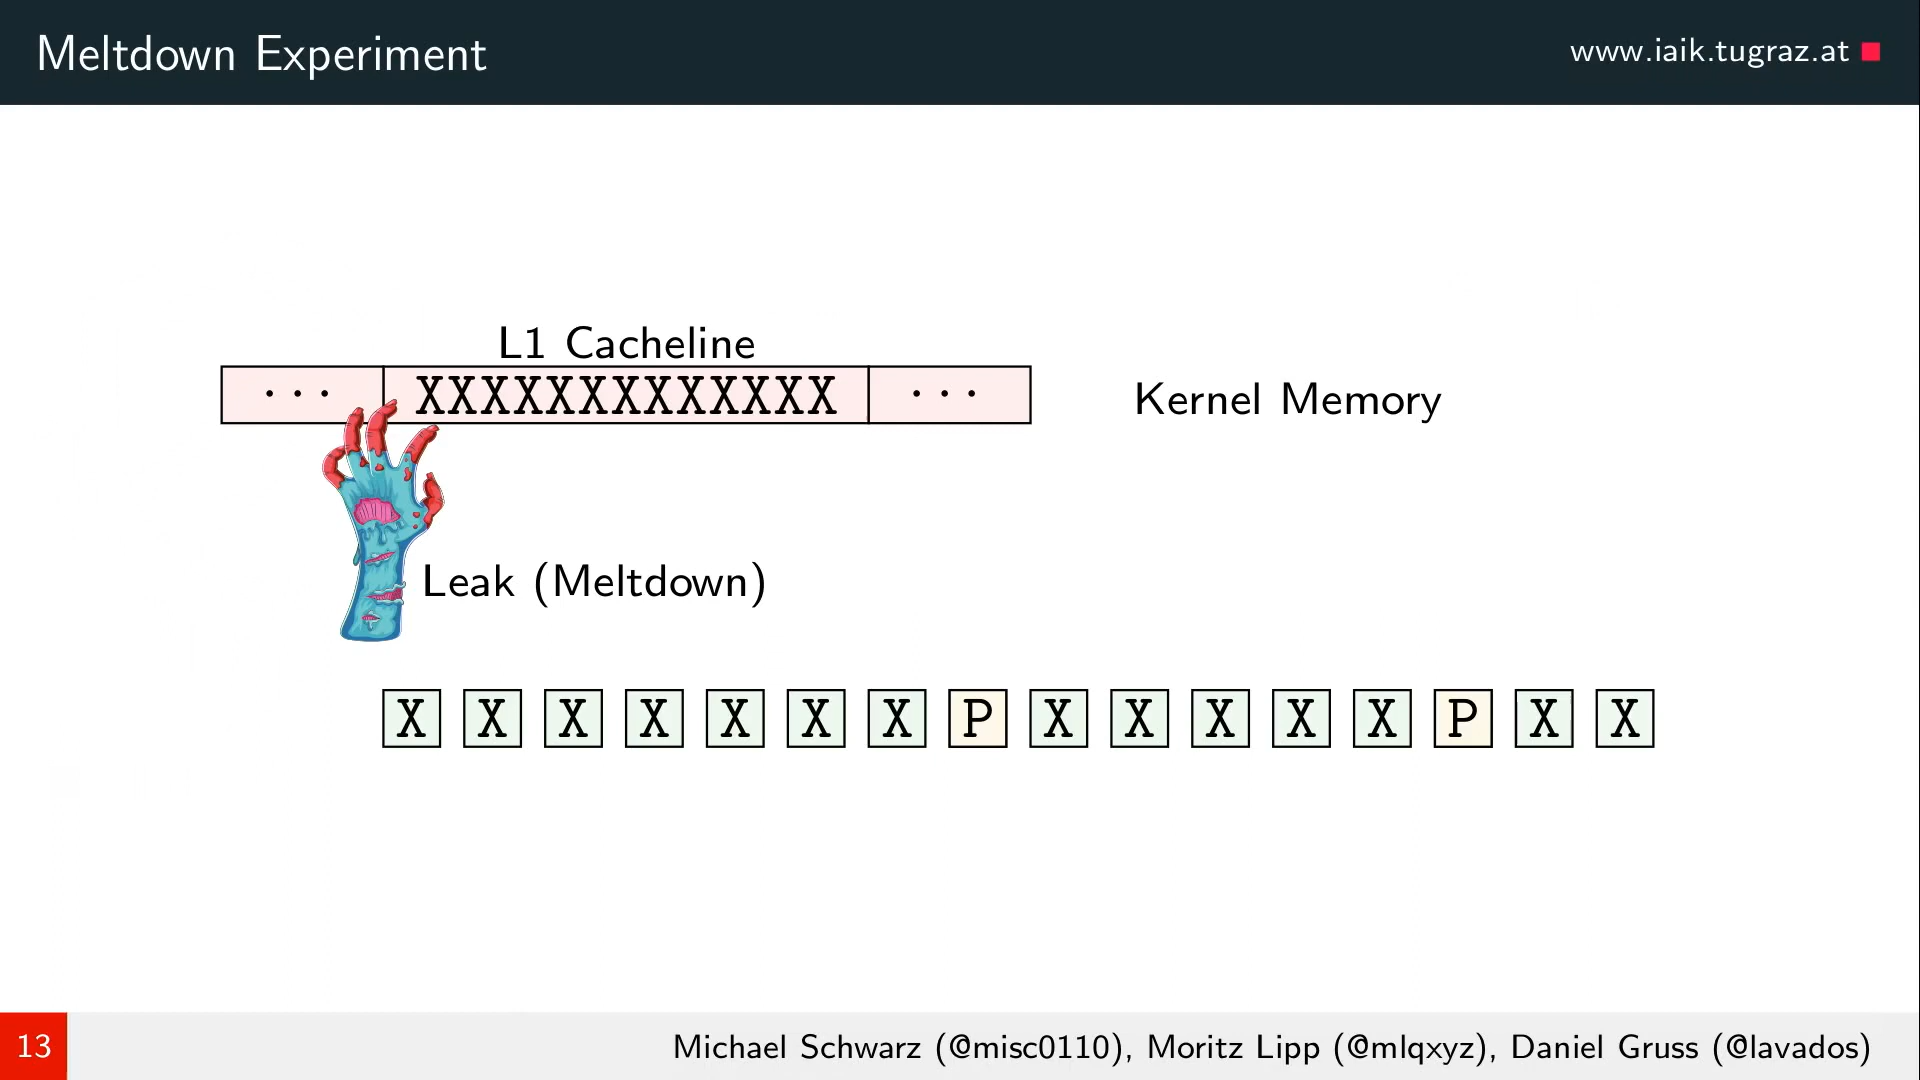 Meltdown Experiment
www.iaik.tugraz.at
L1 Cacheline
··· XXXXXXXXXXXXX ···
Kernel Memory
Leak (Meltdown)
X X X X X X X P X X X X X P X X
13
Michael Schwarz (@misc0110), Moritz Lipp (@mlqxyz), Daniel Gruss (@lavados)